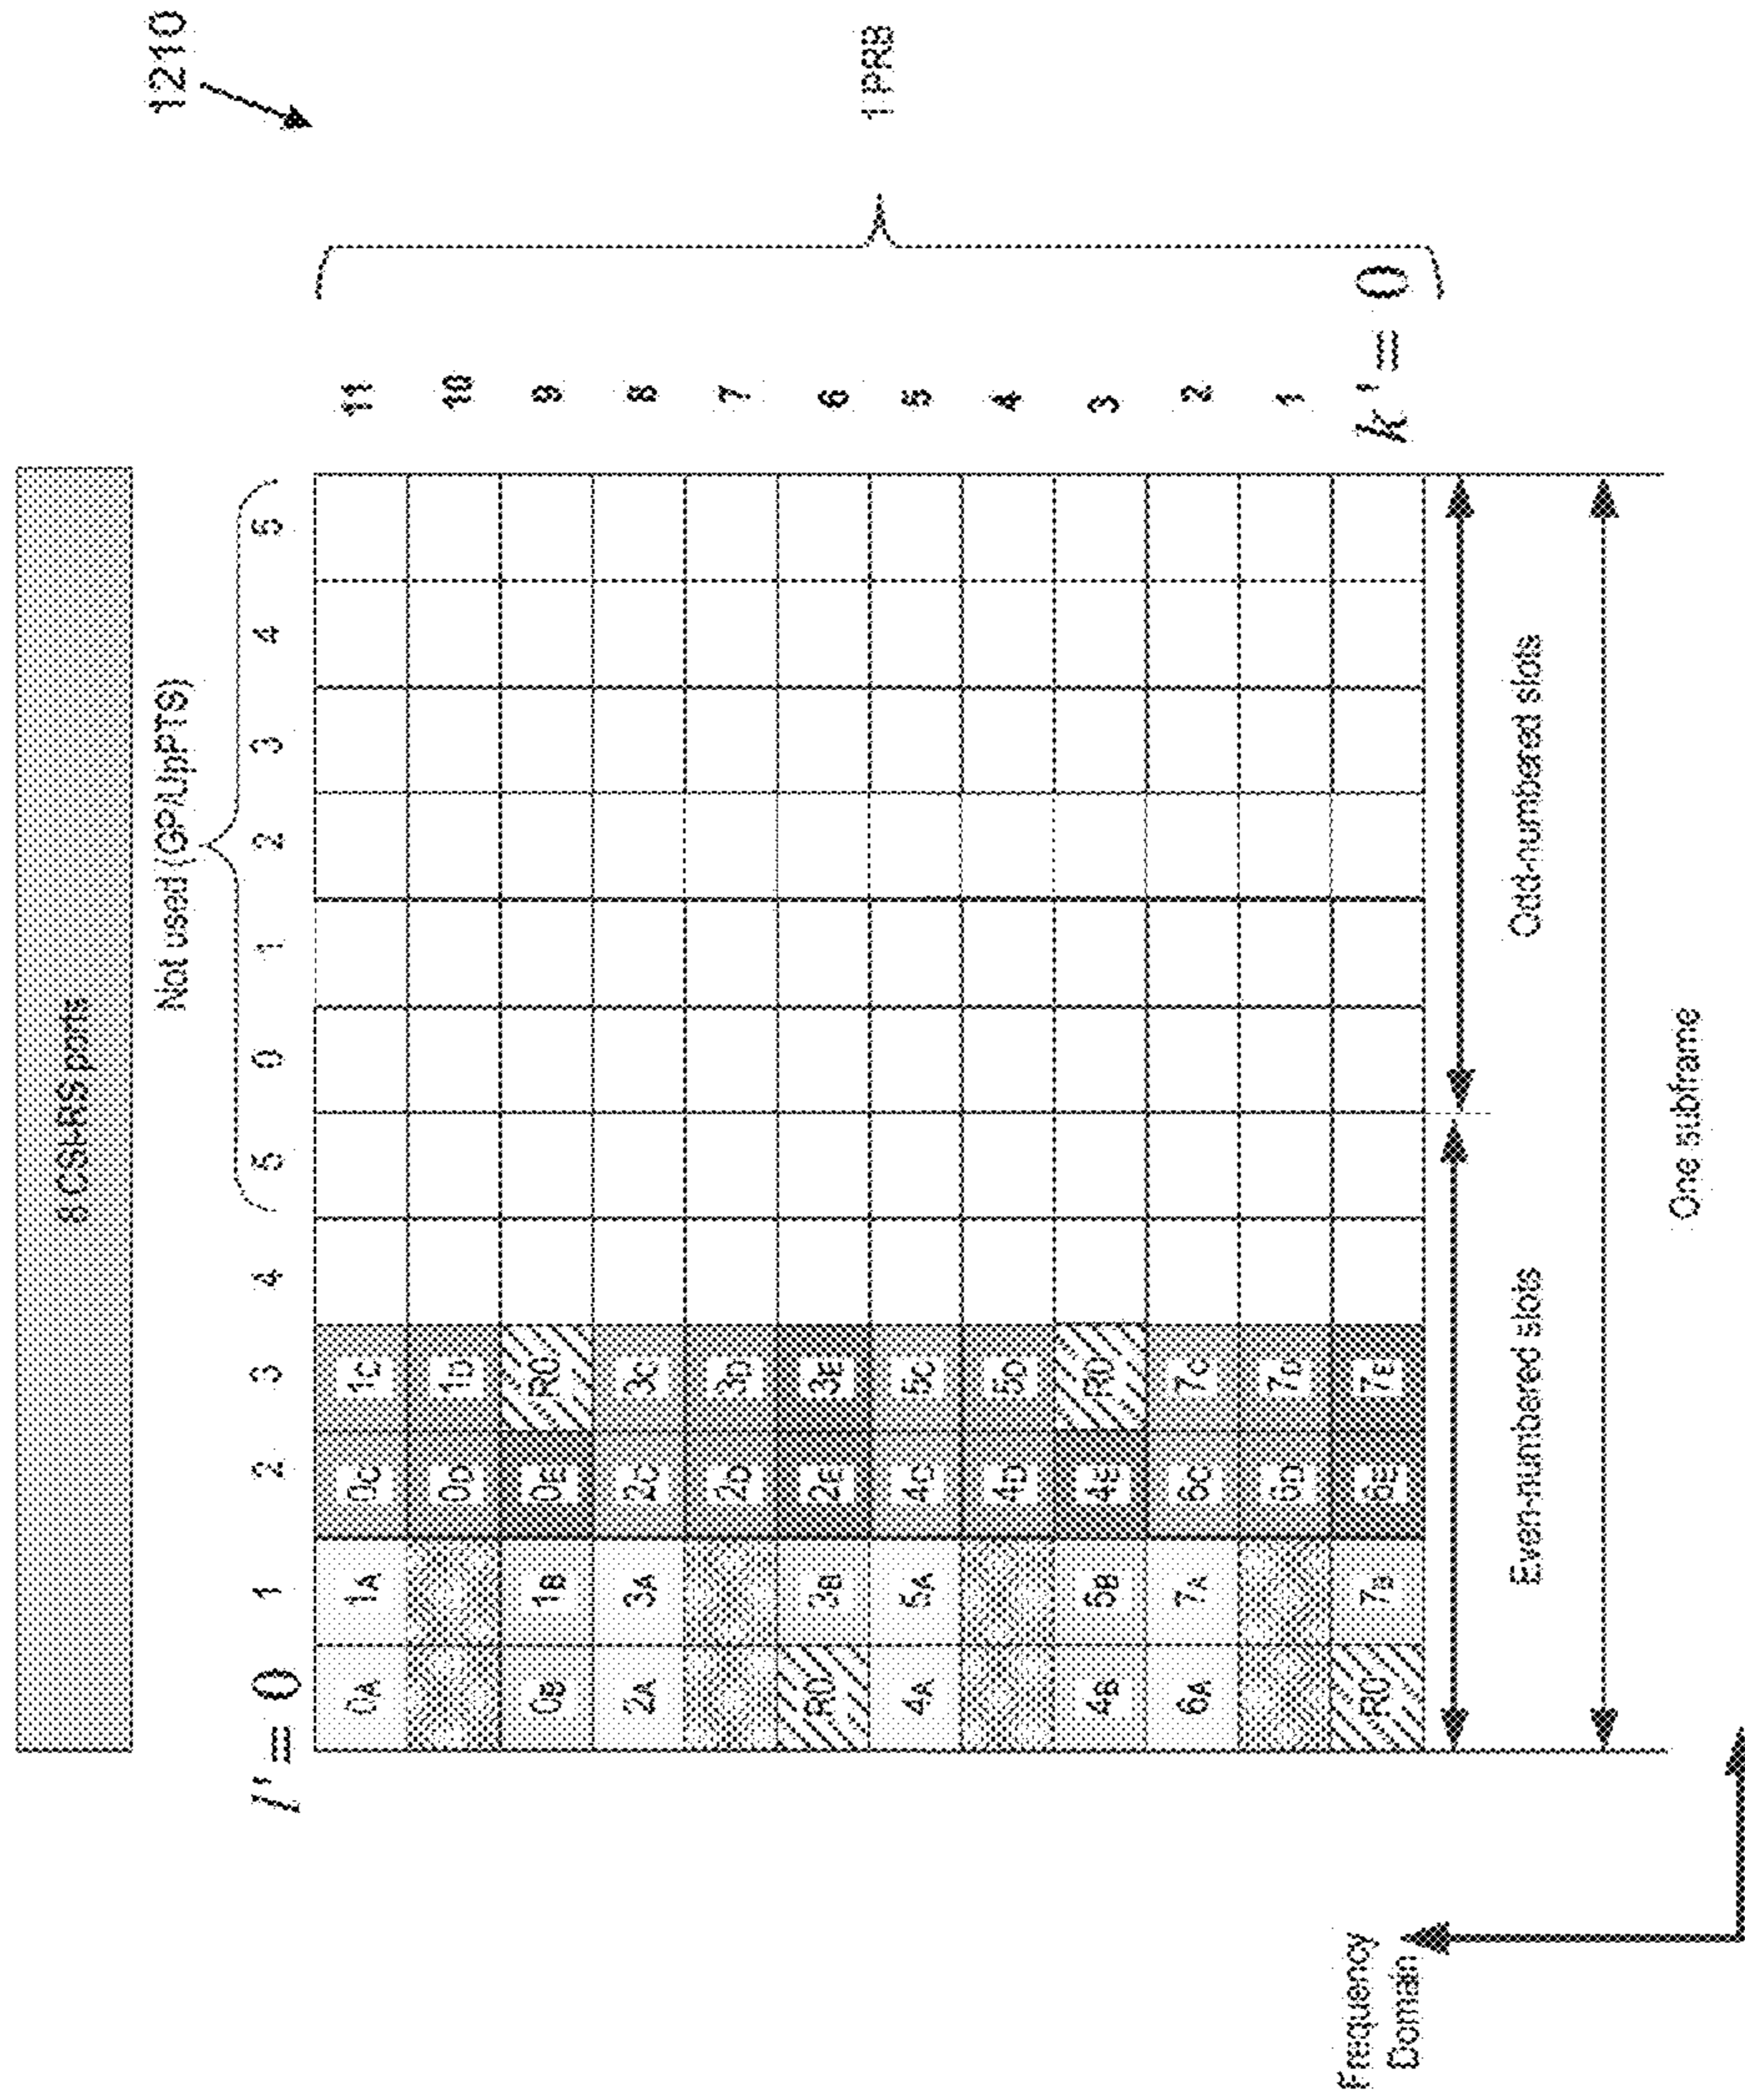 8 CSI-RS ports
1210
Not used (GP/UpPTS)
l' = 0 1 2 3 4 5 0 1 2 3 4 5
0A 1A 0C 1C 11
0D 1D 10
0B 1B 0E R0 9
2A 3A 2C 3C 8
2D 3D 7
R0 3B 2E 3E 6
1 PRB
4A 5A 4C 5C 5
4D 5D 4
4B 5B 4E R0 3
6A 7A 6C 7C 2
6D 7D 1
R0 7B 6E 7E k' = 0
Frequency
Domain
Even-numbered slots Odd-numbered slots
One subframe